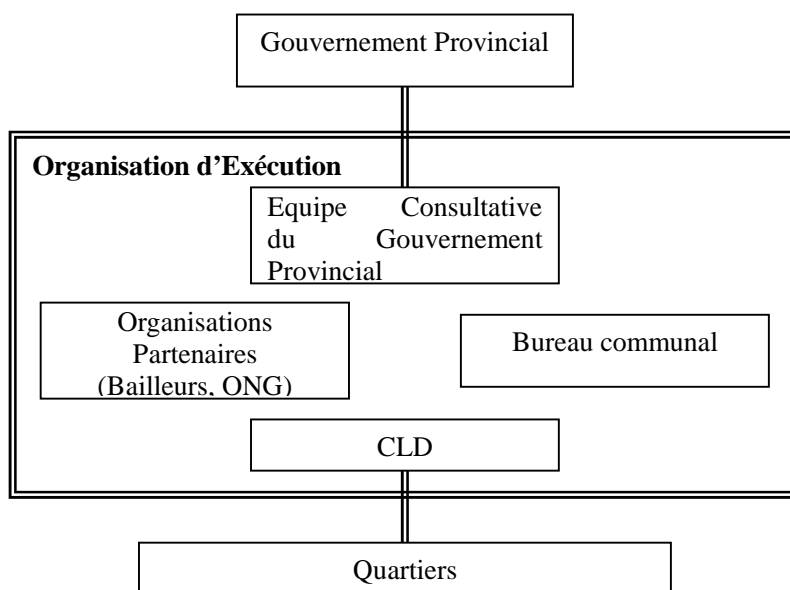 Gouvernement Provincial
Organisation d’Exécution
Equipe Consultative
du Gouvernement
Provincial
Organisations
Partenaires
(Bailleurs, ONG)
Bureau communal
CLD
Quartiers